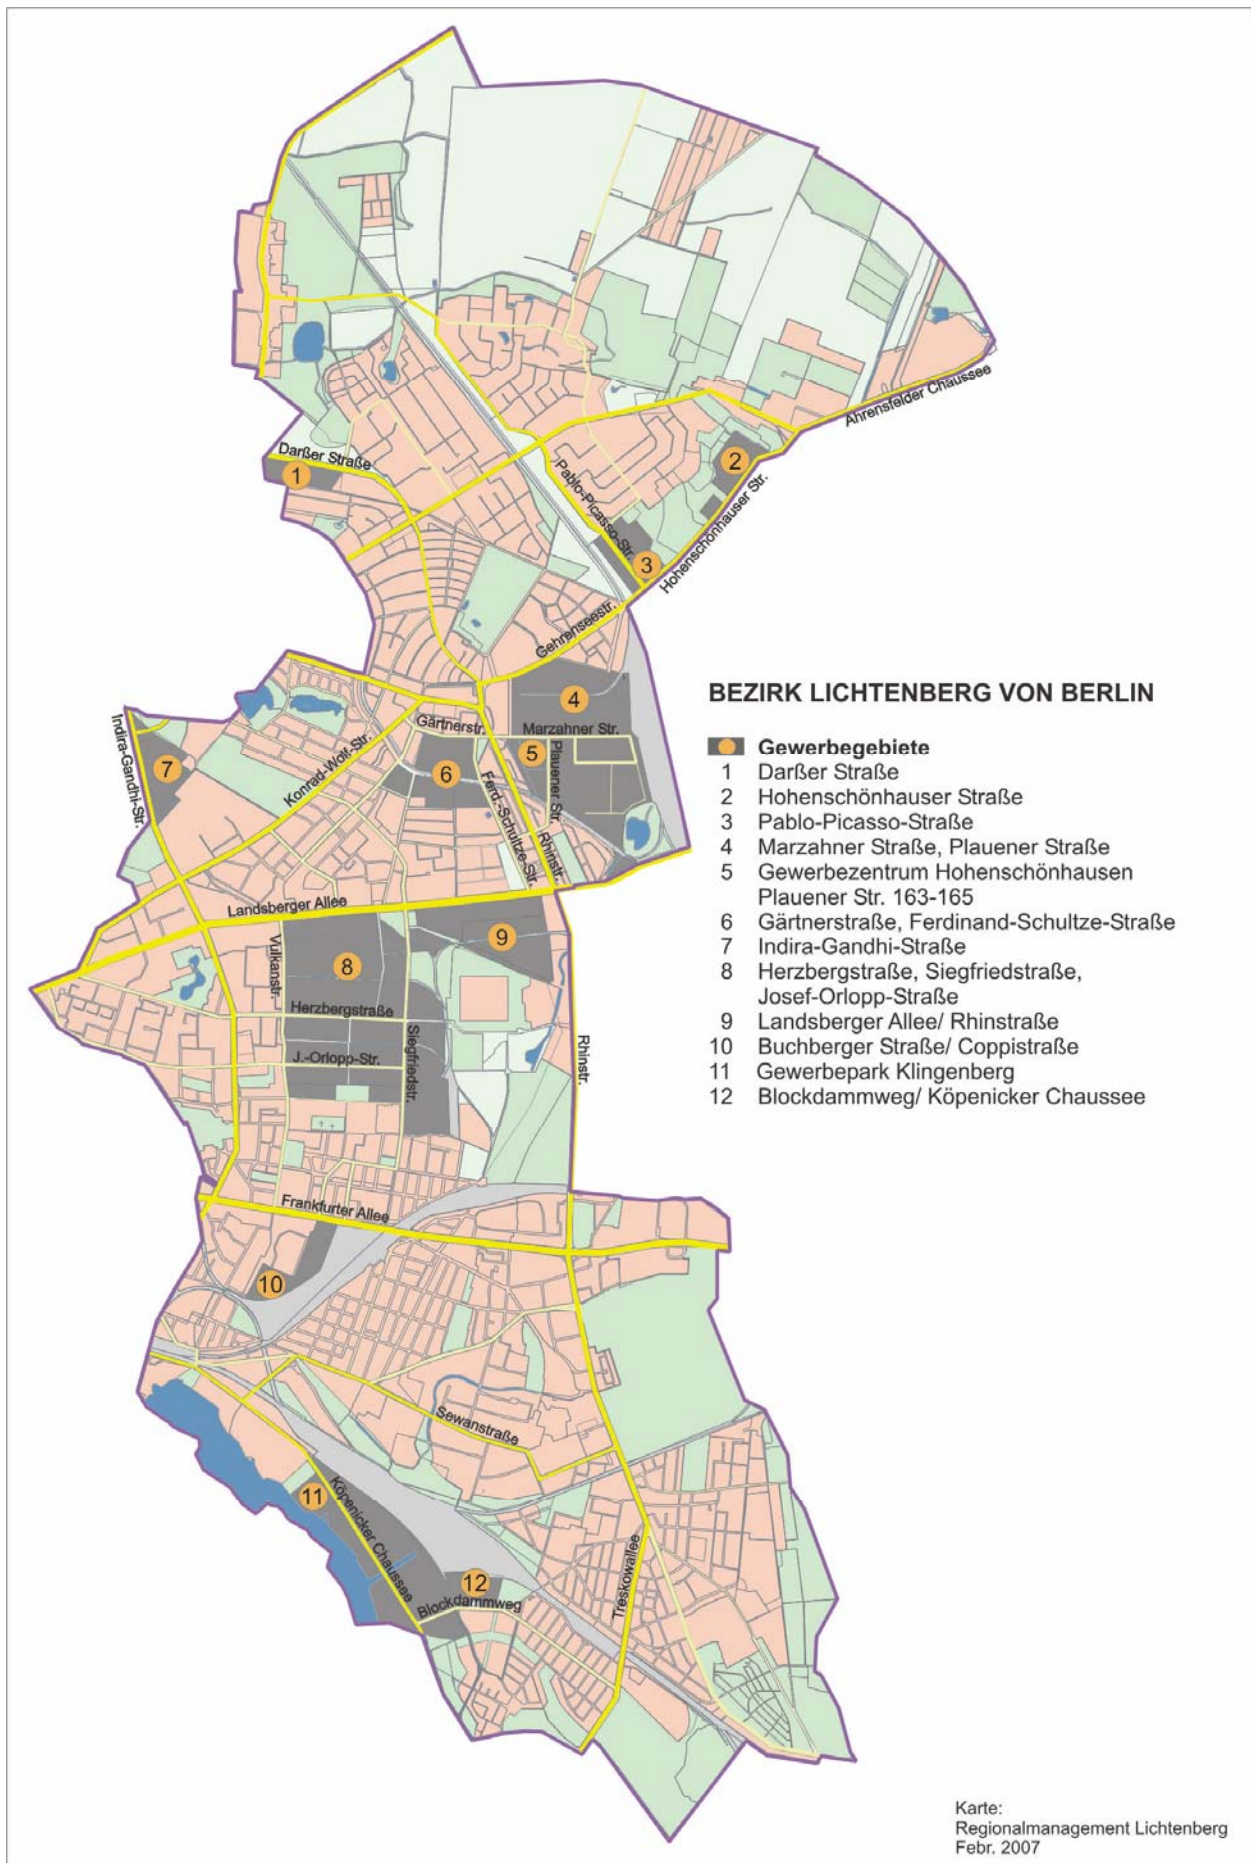 Ahrensfelder Chaussee
Darßer Straße
1
2
Pablo-Picasso-Str.
Hohenschönhauser Str.
3
Gehrenseestr.
4
BEZIRK LICHTENBERG VON BERLIN
Gewerbegebiete
1 Darßer Straße
2 Hohenschönhauser Straße
3 Pablo-Picasso-Straße
4 Marzahner Straße, Plauener Straße
5 Gewerbezentrum Hohenschönhausen
Plauener Str. 163-165
6 Gärtnerstraße, Ferdinand-Schultze-Straße
7 Indira-Gandhi-Straße
8 Herzbergstraße, Siegfriedstraße,
Josef-Orlopp-Straße
9 Landsberger Allee/ Rhinstraße
10 Buchberger Straße/ Coppistraße
11 Gewerbepark Klingenberg
12 Blockdammweg/ Köpenicker Chaussee
Gärtnerstr.
Marzahner Str.
Indira-Gandhi-Str.
Konrad-Wolf-Str.
5
Plauener Str.
6
7
Ferd.-Schultze-Str.
Rhinstr.
Landsberger Allee
Vulkanstr.
9
8
Herzbergstraße
Siegfriedstr.
J.-Orlopp-Str.
Rhinstr.
Frankfurter Allee
10
Sewanstraße
11
Köpenicker Chaussee
12
Blockdammweg
Treskowallee
Karte:
Regionalmanagement Lichtenberg
Febr. 2007